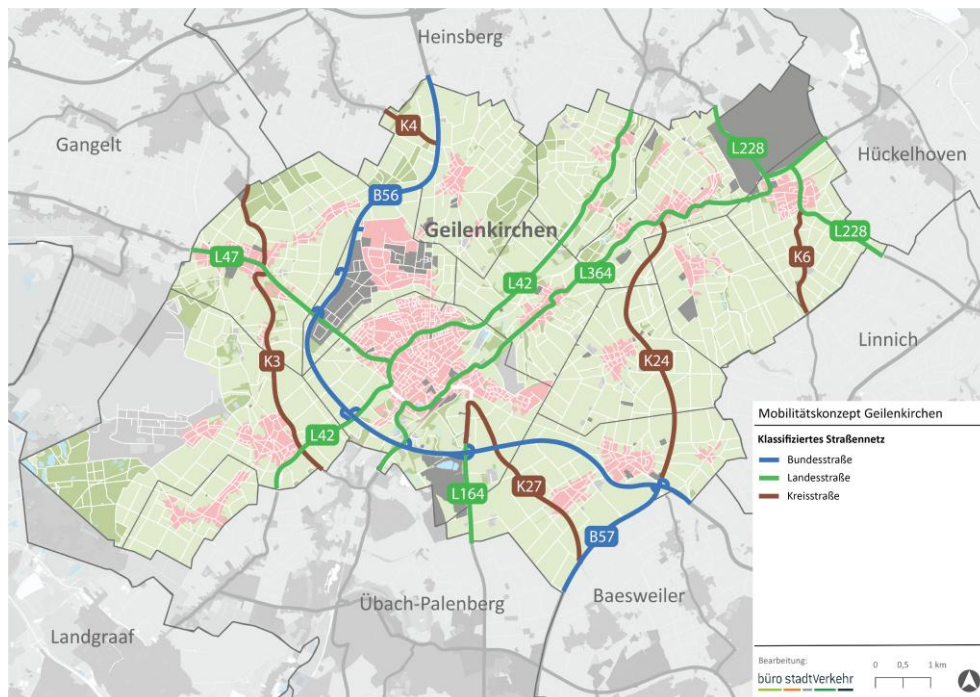 Heinsberg
K4
Gangelt
L228
Hückelhoven
B56
Geilenkirchen
L228
L47
K6
L364
L42
Linnich
K3
K24
Mobilitätskonzept Geilenkirchen
Klassifiziertes Straßennetz
L42
Bundesstraße
Landesstraße
K27
L164
Kreisstraße
B57
Baesweiler
Übach-Palenberg
Landgraaf
Bearbeitung:
büro stadtVerkehr
0 0,5 1 km